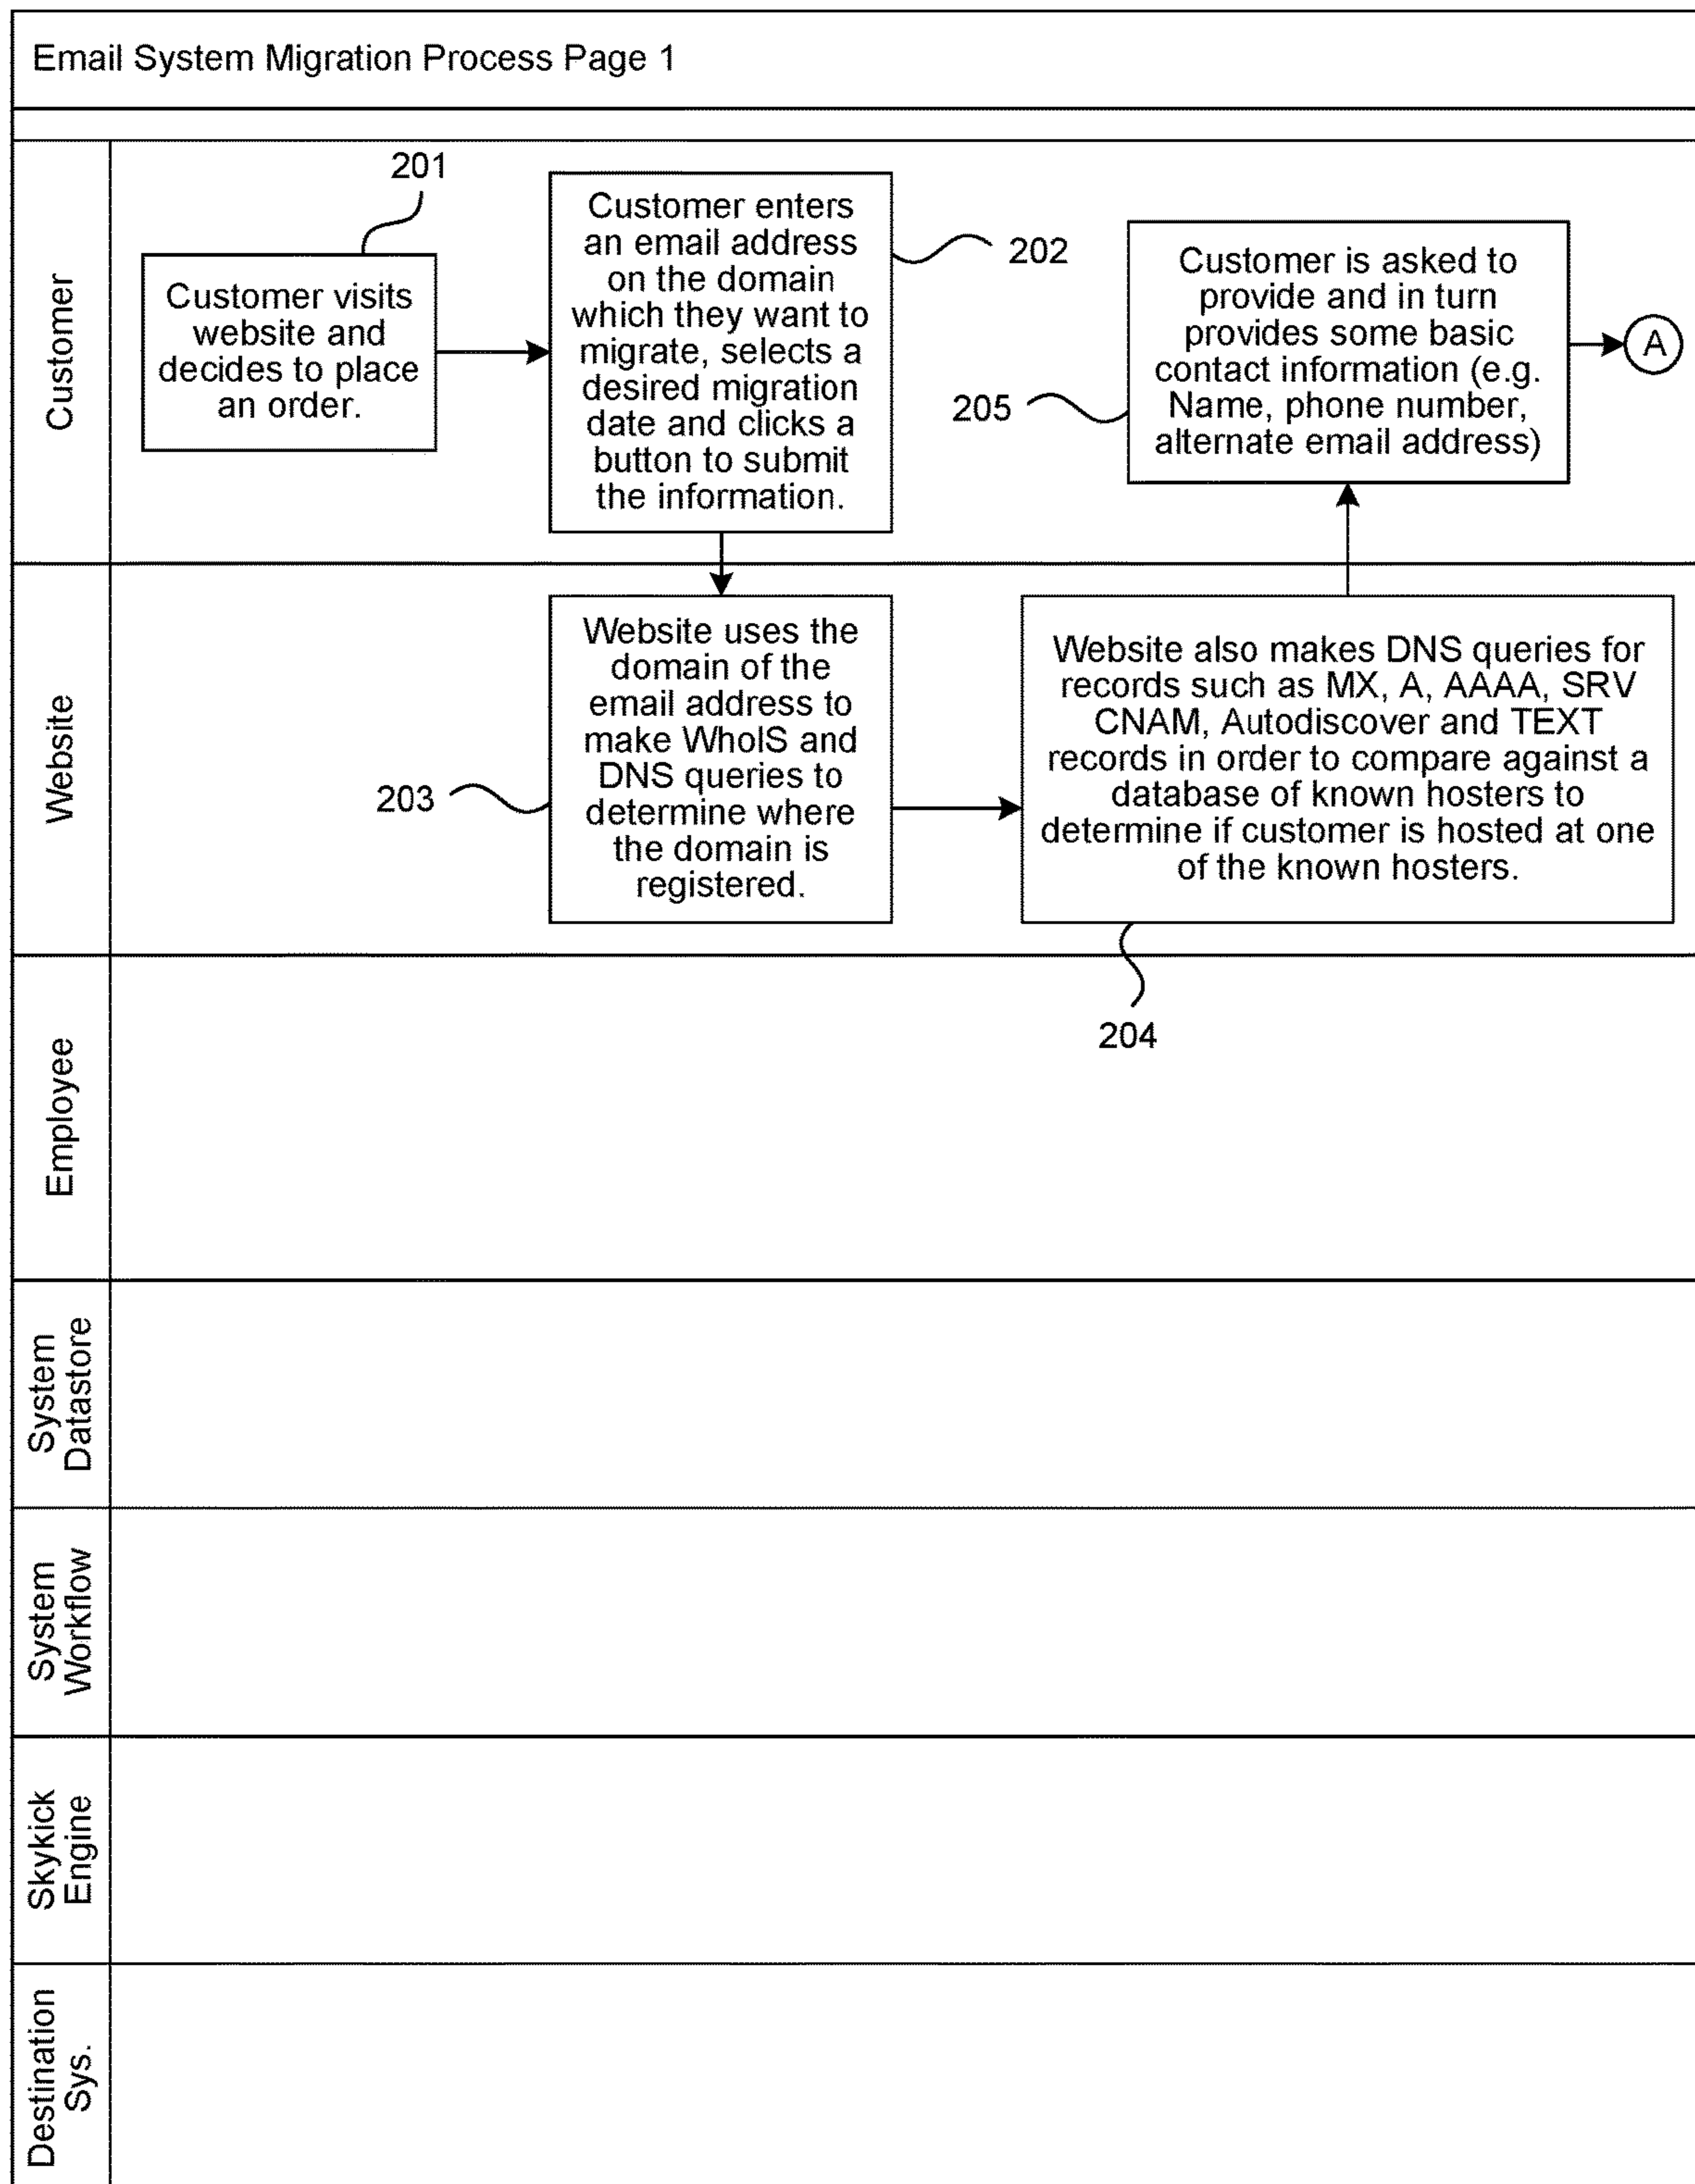 Email System Migration Process Page 1
Customer
201
Customer visits
website and
decides to place
an order.
Customer enters
an email address
on the domain
which they want to
migrate, selects a
desired migration
date and clicks a
button to submit
the information.
202
Customer is asked to
provide and in turn
provides some basic
contact information (e.g.
Name, phone number,
alternate email address)
205
A
Website
Website uses the
domain of the
email address to
make WhoIS and
DNS queries to
determine where
the domain is
registered.
203
Website also makes DNS queries for
records such as MX, A, AAAA, SRV
CNAM, Autodiscover and TEXT
records in order to compare against a
database of known hosters to
determine if customer is hosted at one
of the known hosters.
204
Employee
System
Datastore
System
Workflow
Skykick
Engine
Destination
Sys.